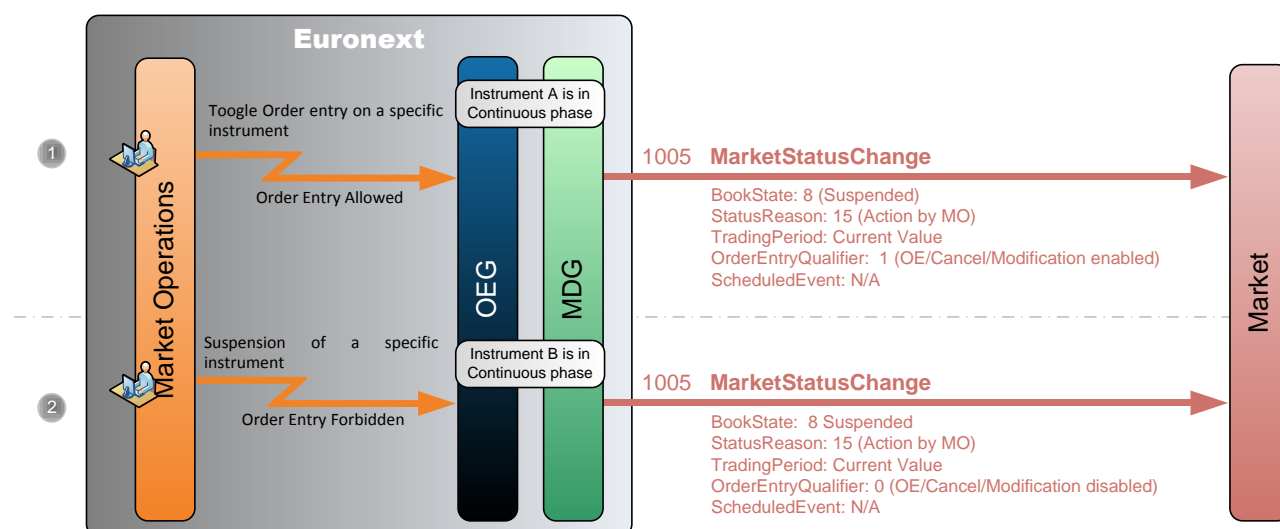 Euronext
Market Operations
OEG
MDG
Market
1
Toogle Order entry on a specific
instrument
Order Entry Allowed
Instrument A is in
Continuous phase
1005 MarketStatusChange
BookState: 8 (Suspended)
StatusReason: 15 (Action by MO)
TradingPeriod: Current Value
OrderEntryQualifier: 1 (OE/Cancel/Modification enabled)
ScheduledEvent: N/A
2
Suspension of a specific
instrument
Order Entry Forbidden
Instrument B is in
Continuous phase
1005 MarketStatusChange
BookState: 8 Suspended
StatusReason: 15 (Action by MO)
TradingPeriod: Current Value
OrderEntryQualifier: 0 (OE/Cancel/Modification disabled)
ScheduledEvent: N/A